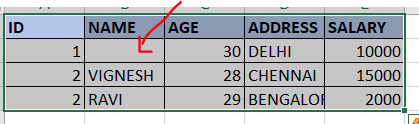 ID NAME AGE ADDRESS SALARY
1 30 DELHI 10000
2 VIGNESH 28 CHENNAI 15000
2 RAVI 29 BENGALOR 2000